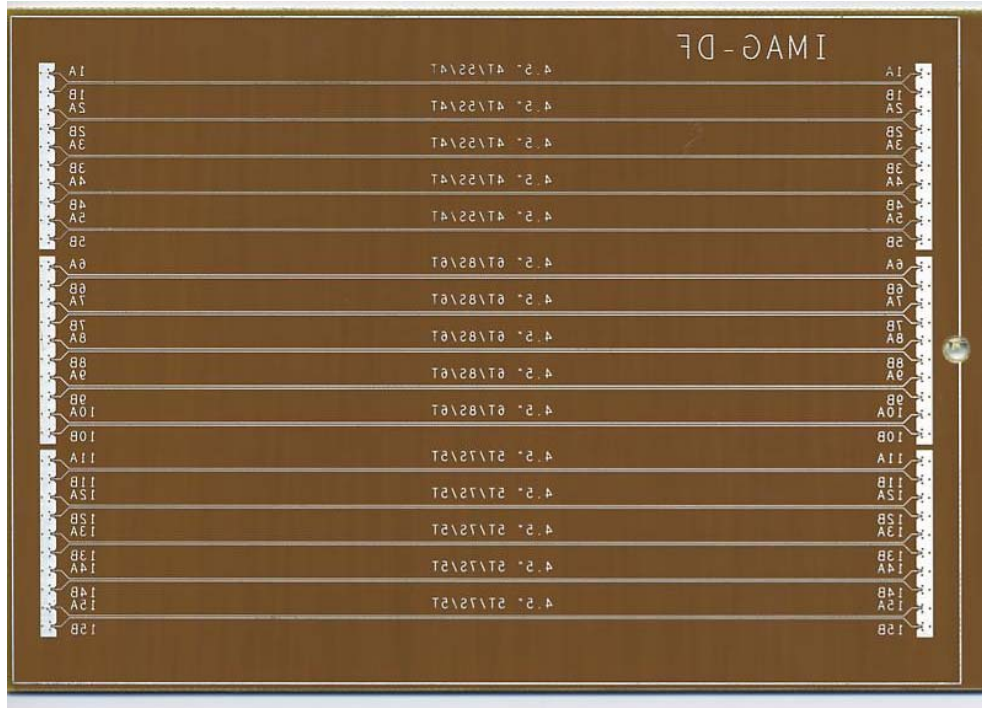 IMAG-DF
1A 4.5" 4T/5S/4T 1A
1B 1B
2A 4.5" 4T/5S/4T 2A
2B 2B
3A 4.5" 4T/5S/4T 3A
3B 3B
4A 4.5" 4T/5S/4T 4A
4B 4B
5A 4.5" 4T/5S/4T 5A
5B 5B
6A 4.5" 6T/8S/6T 6A
6B 6B
7A 4.5" 6T/8S/6T 7A
7B 7B
8A 4.5" 6T/8S/6T 8A
8B 8B
9A 4.5" 6T/8S/6T 9A
9B 9B
10A 4.5" 6T/8S/6T 10A
10B 10B
11A 4.5" 5T/7S/5T 11A
11B 11B
12A 4.5" 5T/7S/5T 12A
12B 12B
13A 4.5" 5T/7S/5T 13A
13B 13B
14A 4.5" 5T/7S/5T 14A
14B 14B
15A 4.5" 5T/7S/5T 15A
15B 15B